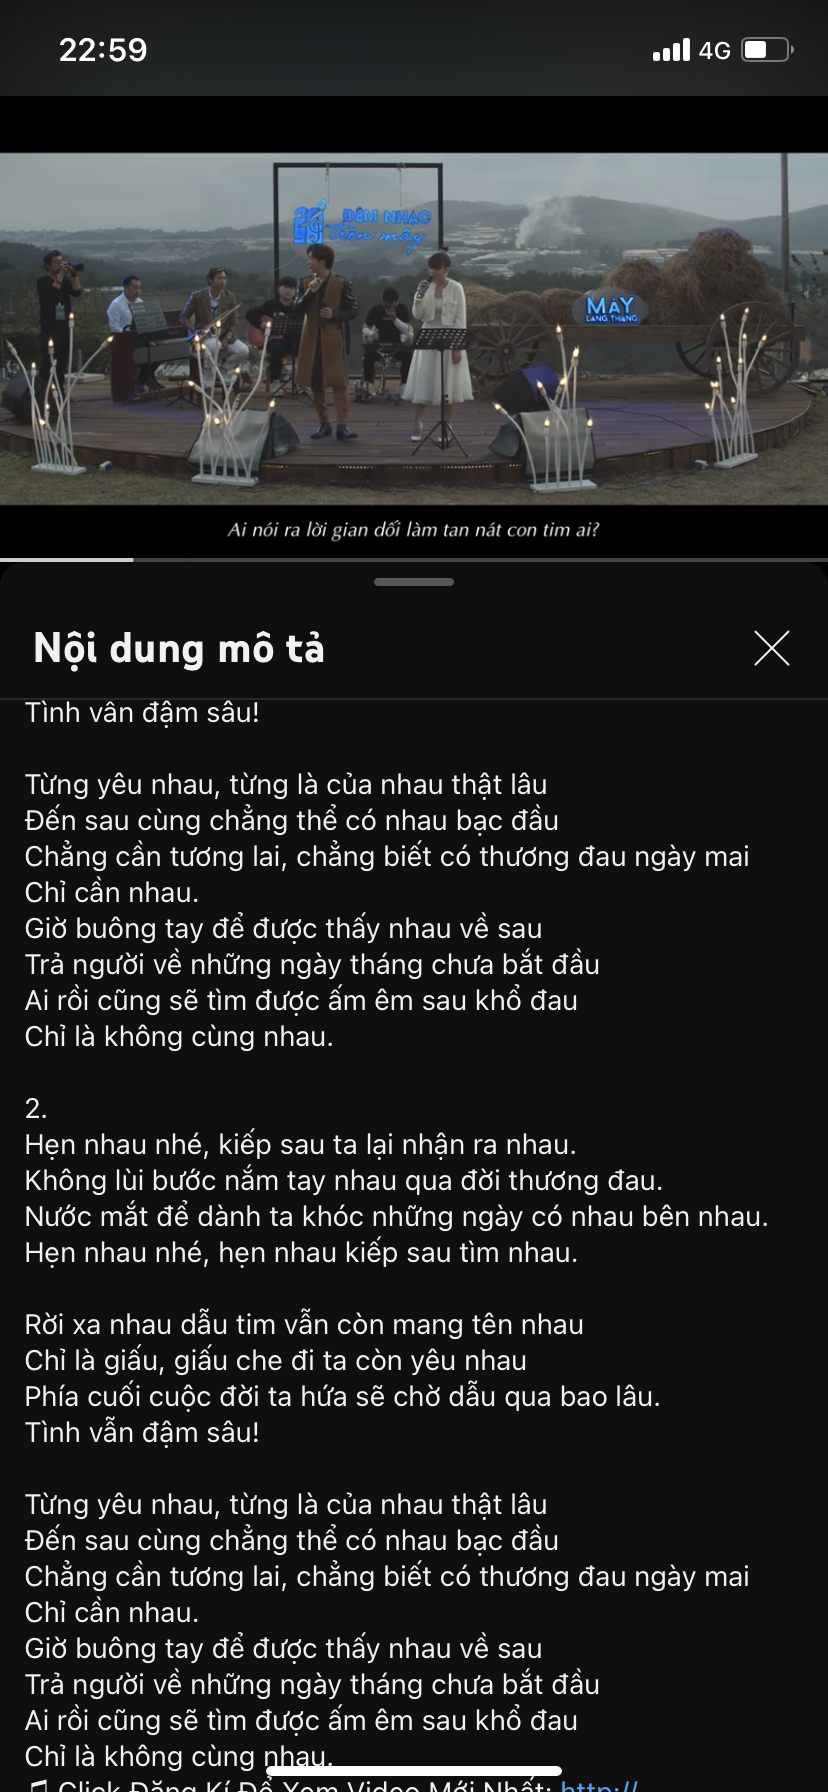 22:59
4G
ĐÊM NHẠC
Trên mây
MÂY
LANG THANG
Ai nói ra lời gian dối làm tan nát con tim ai?
Nội dung mô tả
Tình vẫn đậm sâu!
Từng yêu nhau, từng là của nhau thật lâu
Đến sau cùng chẳng thể có nhau bạc đầu
Chẳng cần tương lai, chẳng biết có thương đau ngày mai
Chỉ cần nhau.
Giờ buông tay để được thấy nhau về sau
Trả người về những ngày tháng chưa bắt đầu
Ai rồi cũng sẽ tìm được ấm êm sau khổ đau
Chỉ là không cùng nhau.
2.
Hẹn nhau nhé, kiếp sau ta lại nhận ra nhau.
Không lùi bước nắm tay nhau qua đời thương đau.
Nước mắt để dành ta khóc những ngày có nhau bên nhau.
Hẹn nhau nhé, hẹn nhau kiếp sau tìm nhau.
Rời xa nhau dẫu tim vẫn còn mang tên nhau
Chỉ là giấu, giấu che đi ta còn yêu nhau
Phía cuối cuộc đời ta hứa sẽ chờ dẫu qua bao lâu.
Tình vẫn đậm sâu!
Từng yêu nhau, từng là của nhau thật lâu
Đến sau cùng chẳng thể có nhau bạc đầu
Chẳng cần tương lai, chẳng biết có thương đau ngày mai
Chỉ cần nhau.
Giờ buông tay để được thấy nhau về sau
Trả người về những ngày tháng chưa bắt đầu
Ai rồi cũng sẽ tìm được ấm êm sau khổ đau
Chỉ là không cùng nhau.
🎵 Click Đăng Kí Để Xem Video Mới Nhất: http://